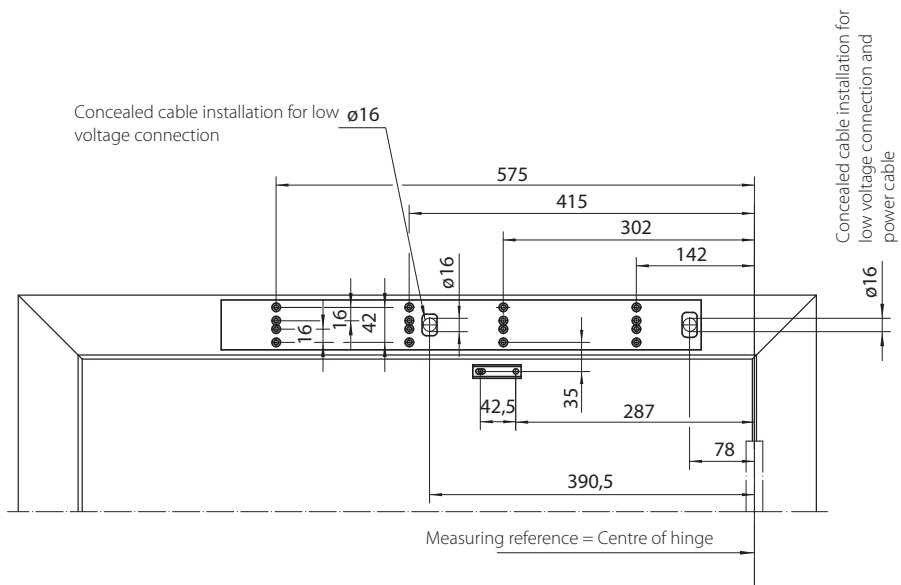 Concealed cable installation for
low voltage connection and
power cable
Concealed cable installation for low
voltage connection
ø16
575
415
302
142
ø16
ø16
16
16
42
35
42,5
287
78
390,5
Measuring reference = Centre of hinge